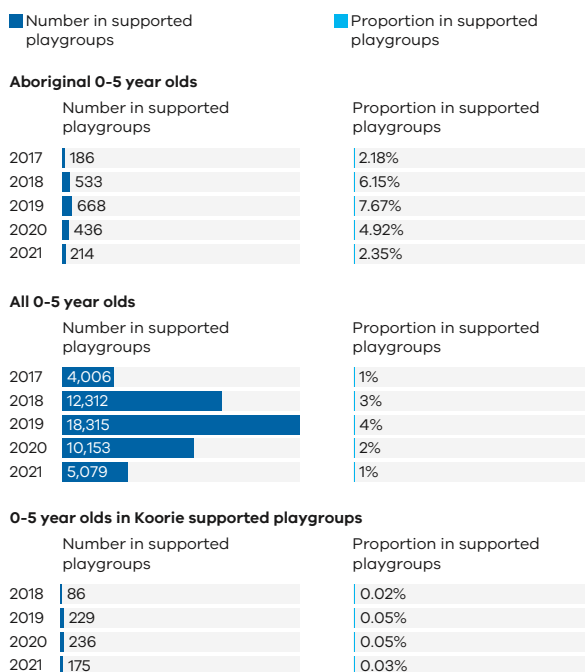 Number in supported playgroups
Proportion in supported playgroups
Aboriginal 0-5 year olds
Number in supported playgroups
Proportion in supported playgroups
2017 186 2.18%
2018 533 6.15%
2019 668 7.67%
2020 436 4.92%
2021 214 2.35%
All 0-5 year olds
Number in supported playgroups
Proportion in supported playgroups
2017 4,006 1%
2018 12,312 3%
2019 18,315 4%
2020 10,153 2%
2021 5,079 1%
0-5 year olds in Koorie supported playgroups
Number in supported playgroups
Proportion in supported playgroups
2018 86 0.02%
2019 229 0.05%
2020 236 0.05%
2021 175 0.03%